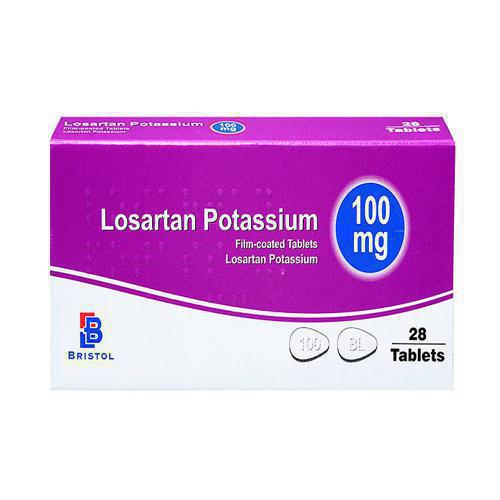 Losartan Potassium 100 mg 28 Tablets
Film-coated Tablets
Losartan Potassium
Losartan Potassium
100
mg
Film-coated Tablets
Losartan Potassium
LB
BRISTOL
100 BL
28
Tablets